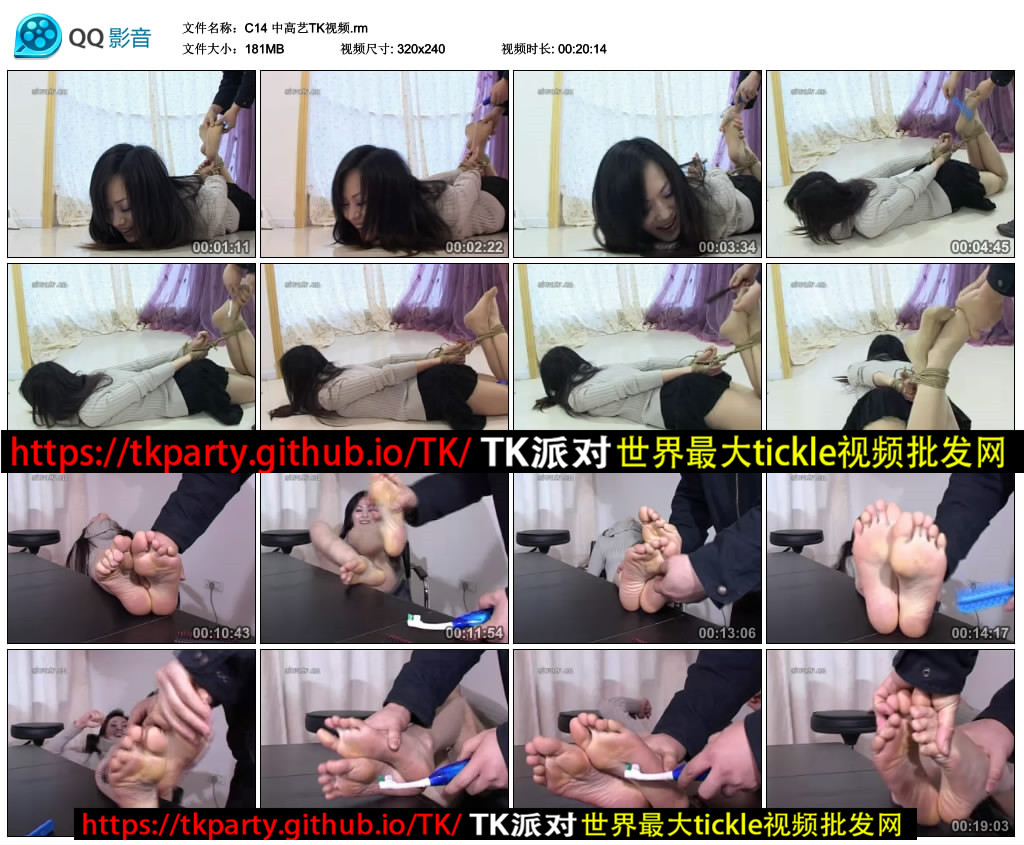 QQ 影音
文件名称: C14 中高艺TK视频.rm
文件大小: 181MB 视频尺寸: 320x240 视频时长: 00:20:14
00:01:11 00:02:22 00:03:34 00:04:45
https://tkparty.github.io/TK/ TK派对 世界最大tickle视频批发网
00:10:43 00:11:54 00:13:06 00:14:17
https://tkparty.github.io/TK/ TK派对 世界最大tickle视频批发网
00:19:03